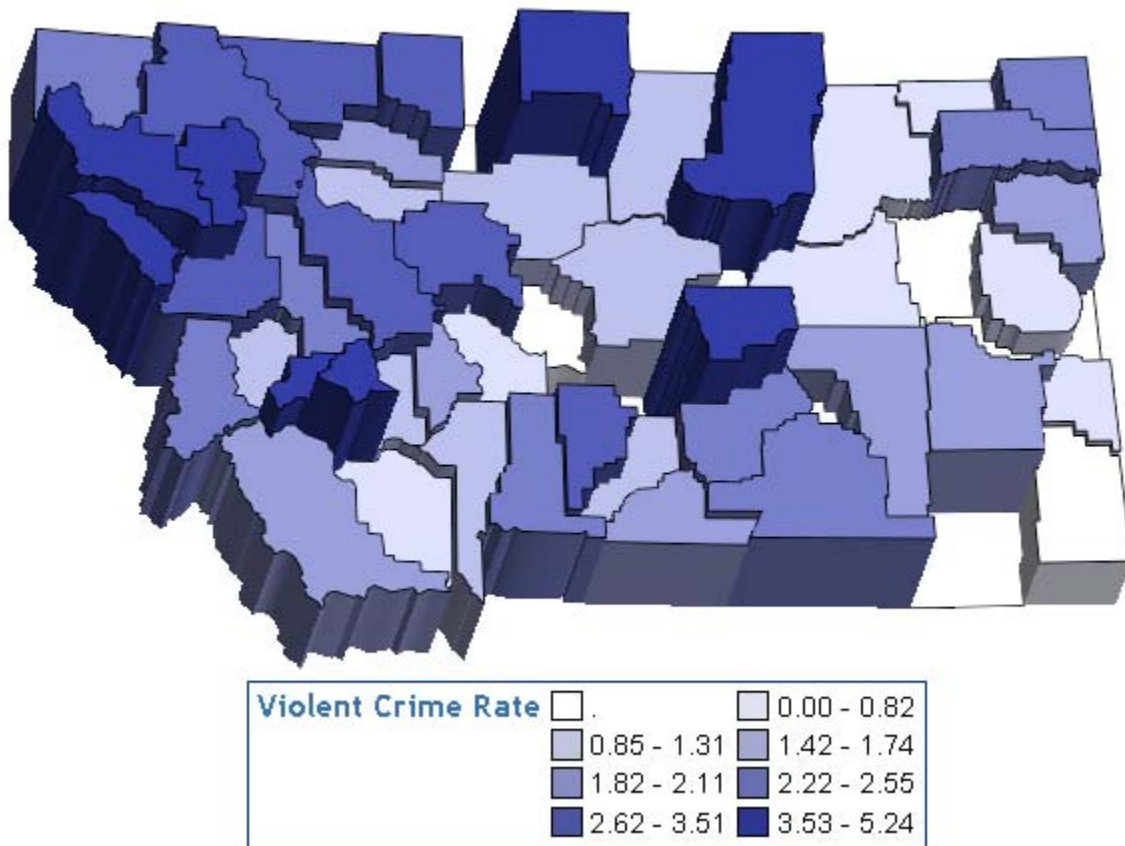 Violent Crime Rate . 0.00 - 0.82
0.85 - 1.31 1.42 - 1.74
1.82 - 2.11 2.22 - 2.55
2.62 - 3.51 3.53 - 5.24